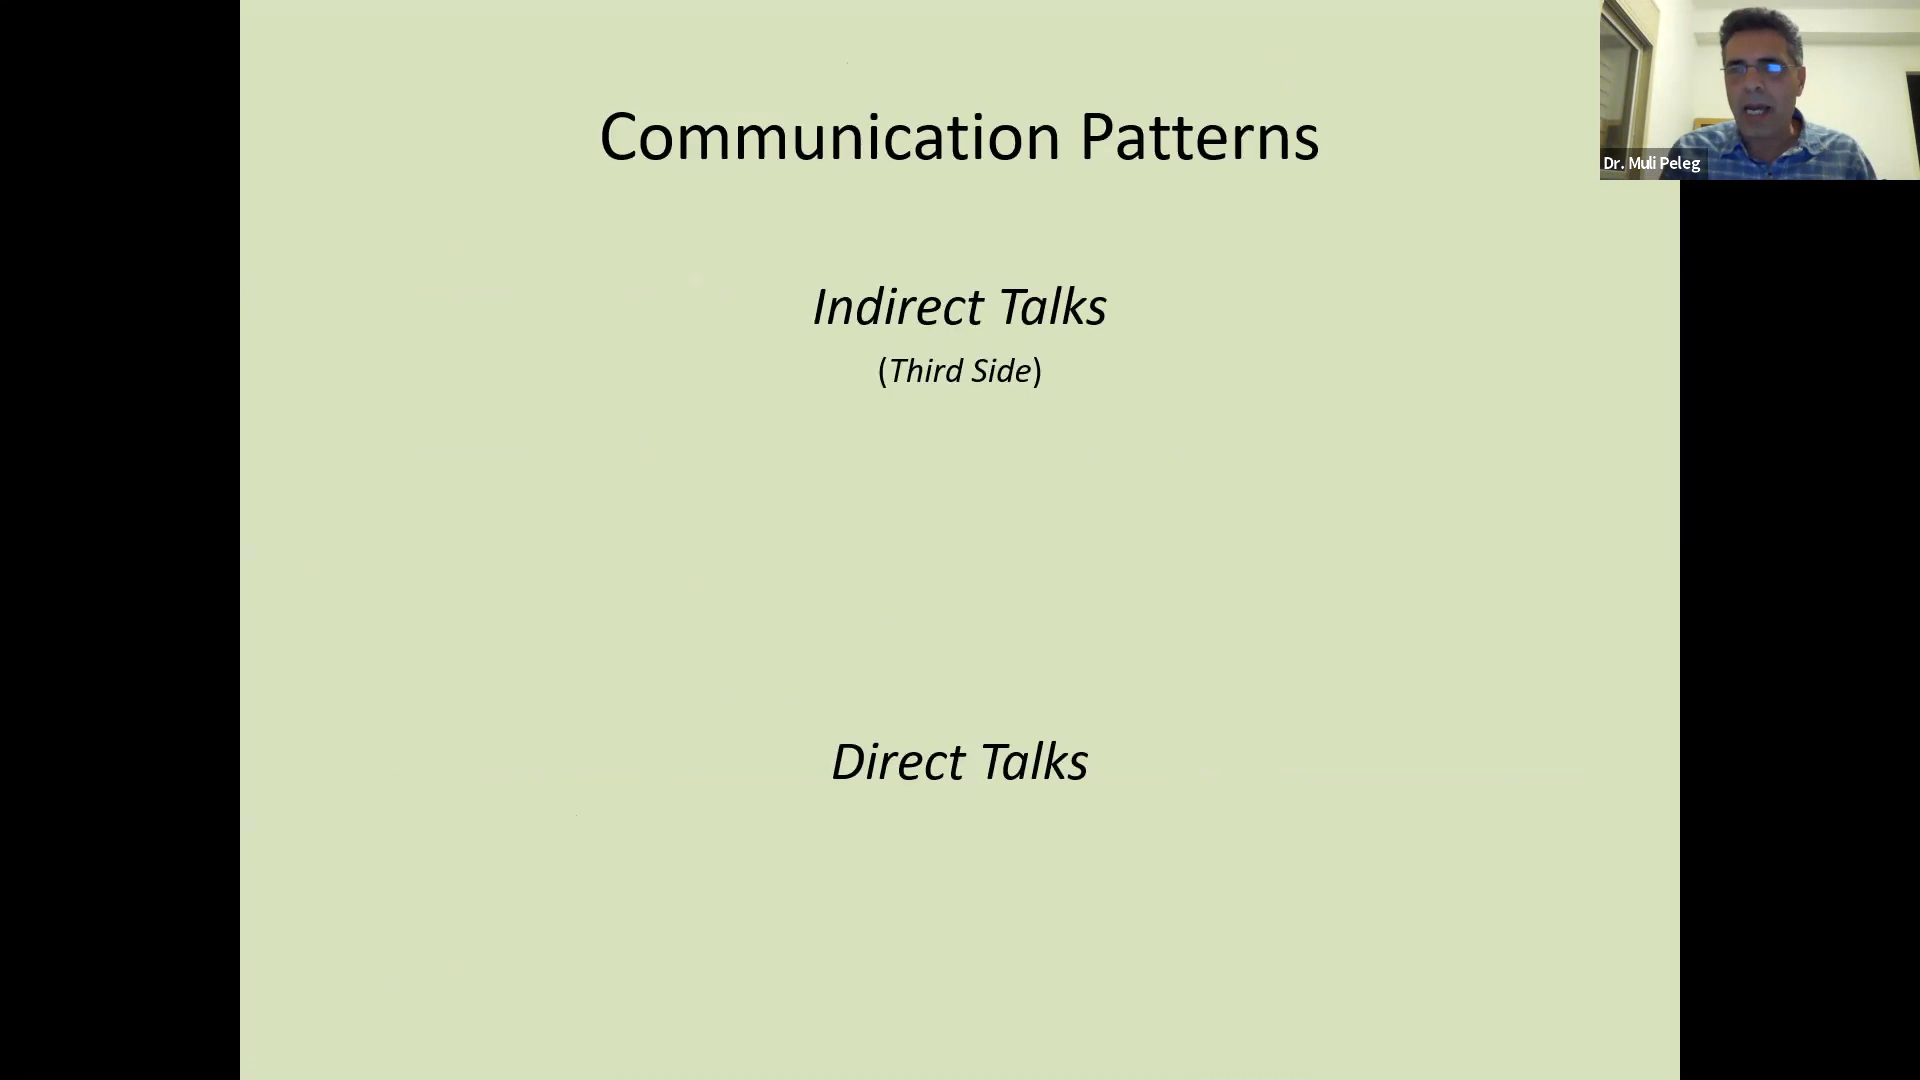 Communication Patterns
Dr. Muli Peleg
Indirect Talks
(Third Side)
Direct Talks